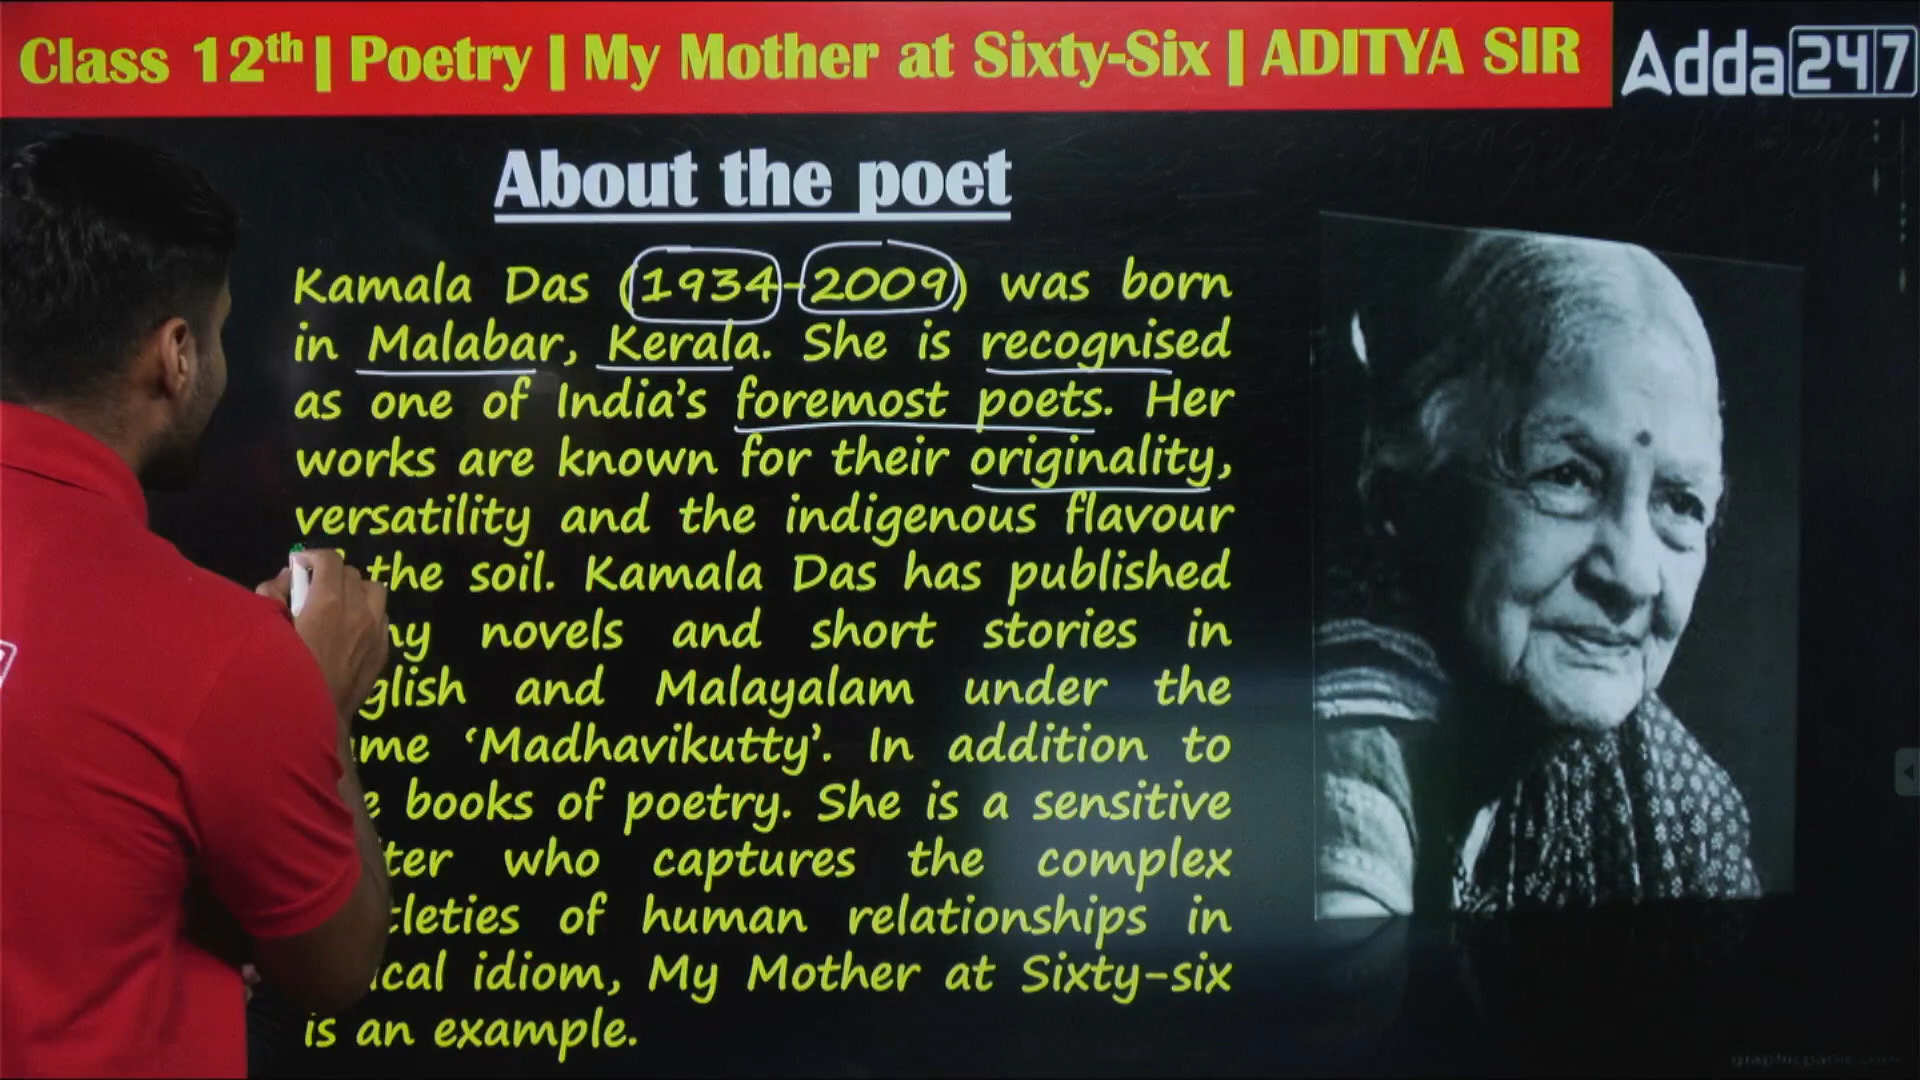 Class 12th | Poetry | My Mother at Sixty-Six | ADITYA SIR
Adda247
About the poet
Kamala Das (1934-2009) was born
in Malabar, Kerala. She is recognised
as one of India's foremost poets. Her
works are known for their originality,
versatility and the indigenous flavour
the soil. Kamala Das has published
novels and short stories in
glish and Malayalam under the
me ‘Madhavikutty’. In addition to
books of poetry. She is a sensitive
ter who captures the complex
tleties of human relationships in
ical idiom, My Mother at Sixty-six
is an example.